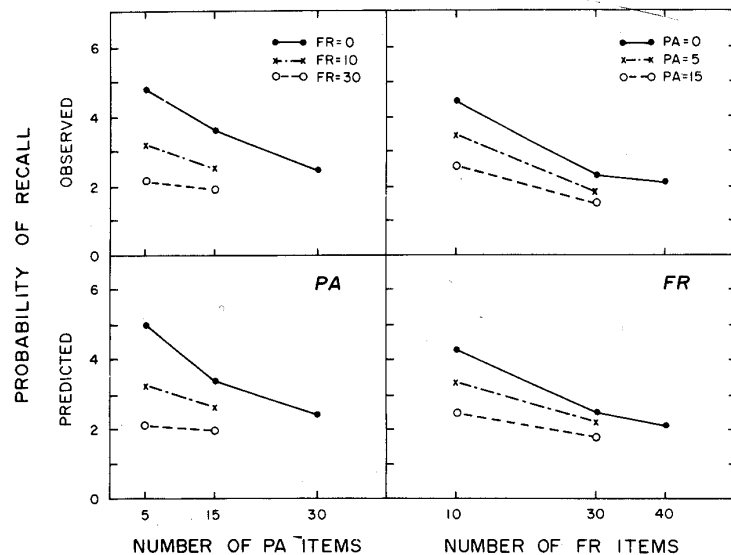 PROBABILITY OF RECALL
OBSERVED
6
4
2
0
FR=0
FR=10
FR=30
PA=0
PA=5
PA=15
PREDICTED
6
4
2
0
PA
FR
5 15 30
10 30 40
NUMBER OF PA ITEMS
NUMBER OF FR ITEMS